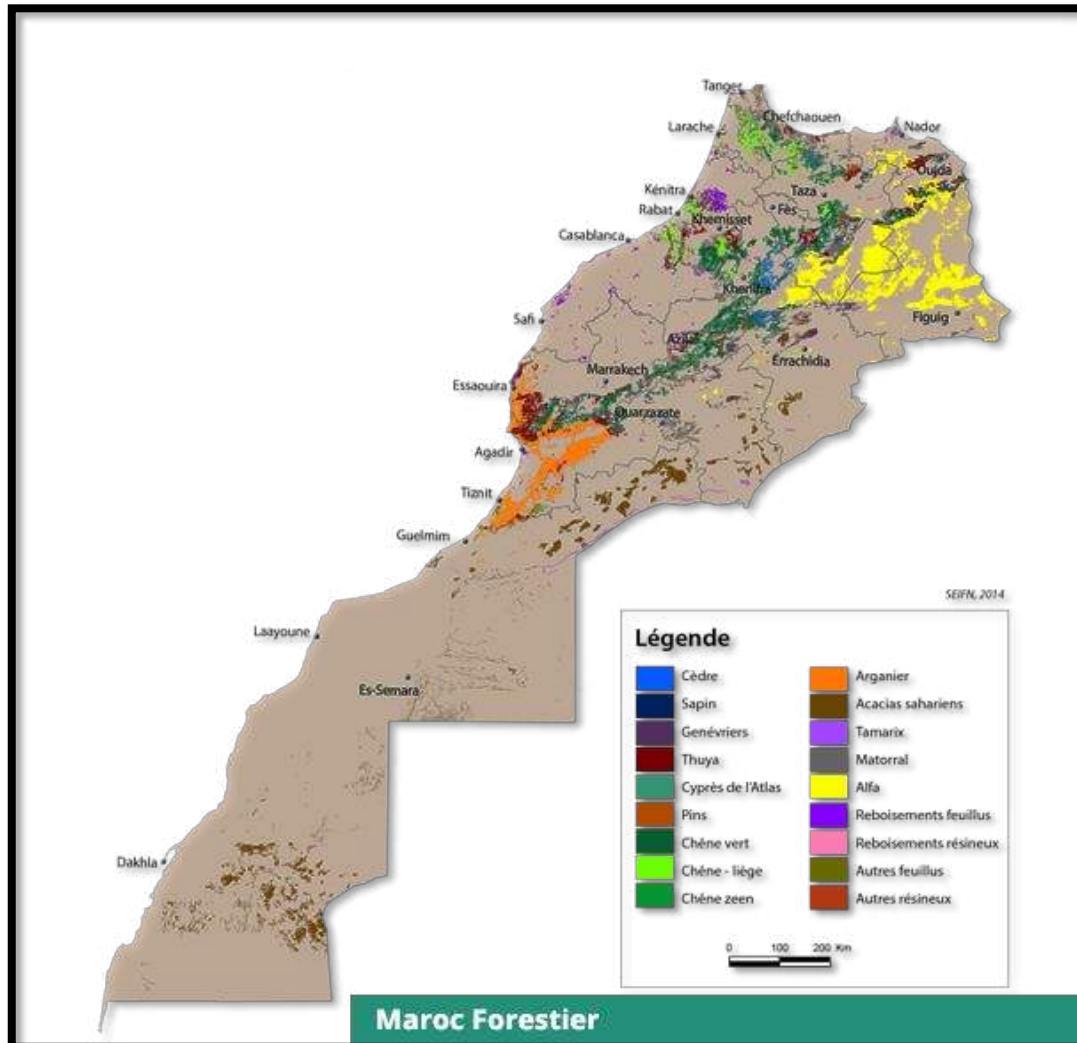 Tanger
Chefchaouen
Larache
Nador
Oujda
Kénitra
Taza
Rabat
Fès
Khemisset
Casablanca
Khenifra
Figuig
Safi
Azilal
Errachidia
Marrakech
Essaouira
Ouarzazate
Agadir
Tiznit
Guelmim
SEIFN, 2014
Laayoune
Es-Semara
Dakhla
Légende
Cèdre
Sapin
Genévriers
Thuya
Cyprès de l'Atlas
Pins
Chêne vert
Chêne - liège
Chêne zeen
Arganier
Acacias sahariens
Tamarix
Matorral
Alfa
Reboisements feuillus
Reboisements résineux
Autres feuillus
Autres résineux
0 100 200 Km
Maroc Forestier